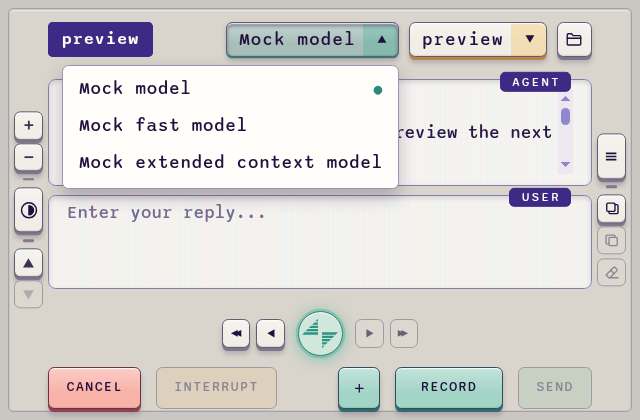 preview
Mock model
preview
AGENT
Mock model
Mock fast model
review the next
Mock extended context model
USER
Enter your reply...
CANCEL
INTERRUPT
+
RECORD
SEND